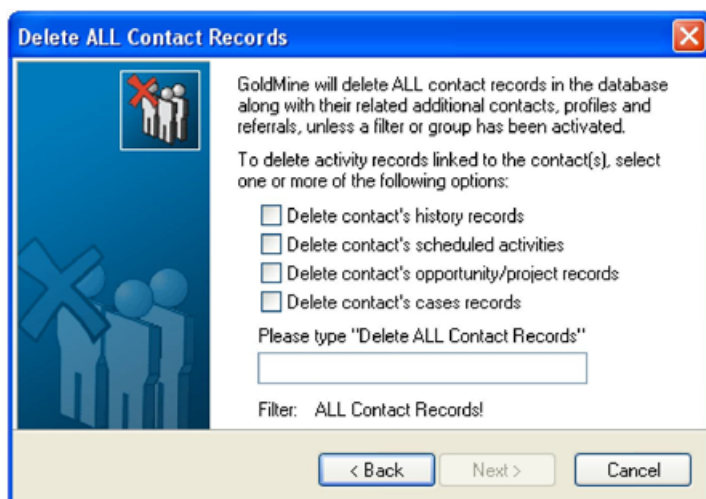 Delete ALL Contact Records
GoldMine will delete ALL contact records in the database
along with their related additional contacts, profiles and
referrals, unless a filter or group has been activated.
To delete activity records linked to the contact(s), select
one or more of the following options:
Delete contact's history records
Delete contact's scheduled activities
Delete contact's opportunity/project records
Delete contact's cases records
Please type "Delete ALL Contact Records"
Filter: ALL Contact Records!
< Back Next > Cancel